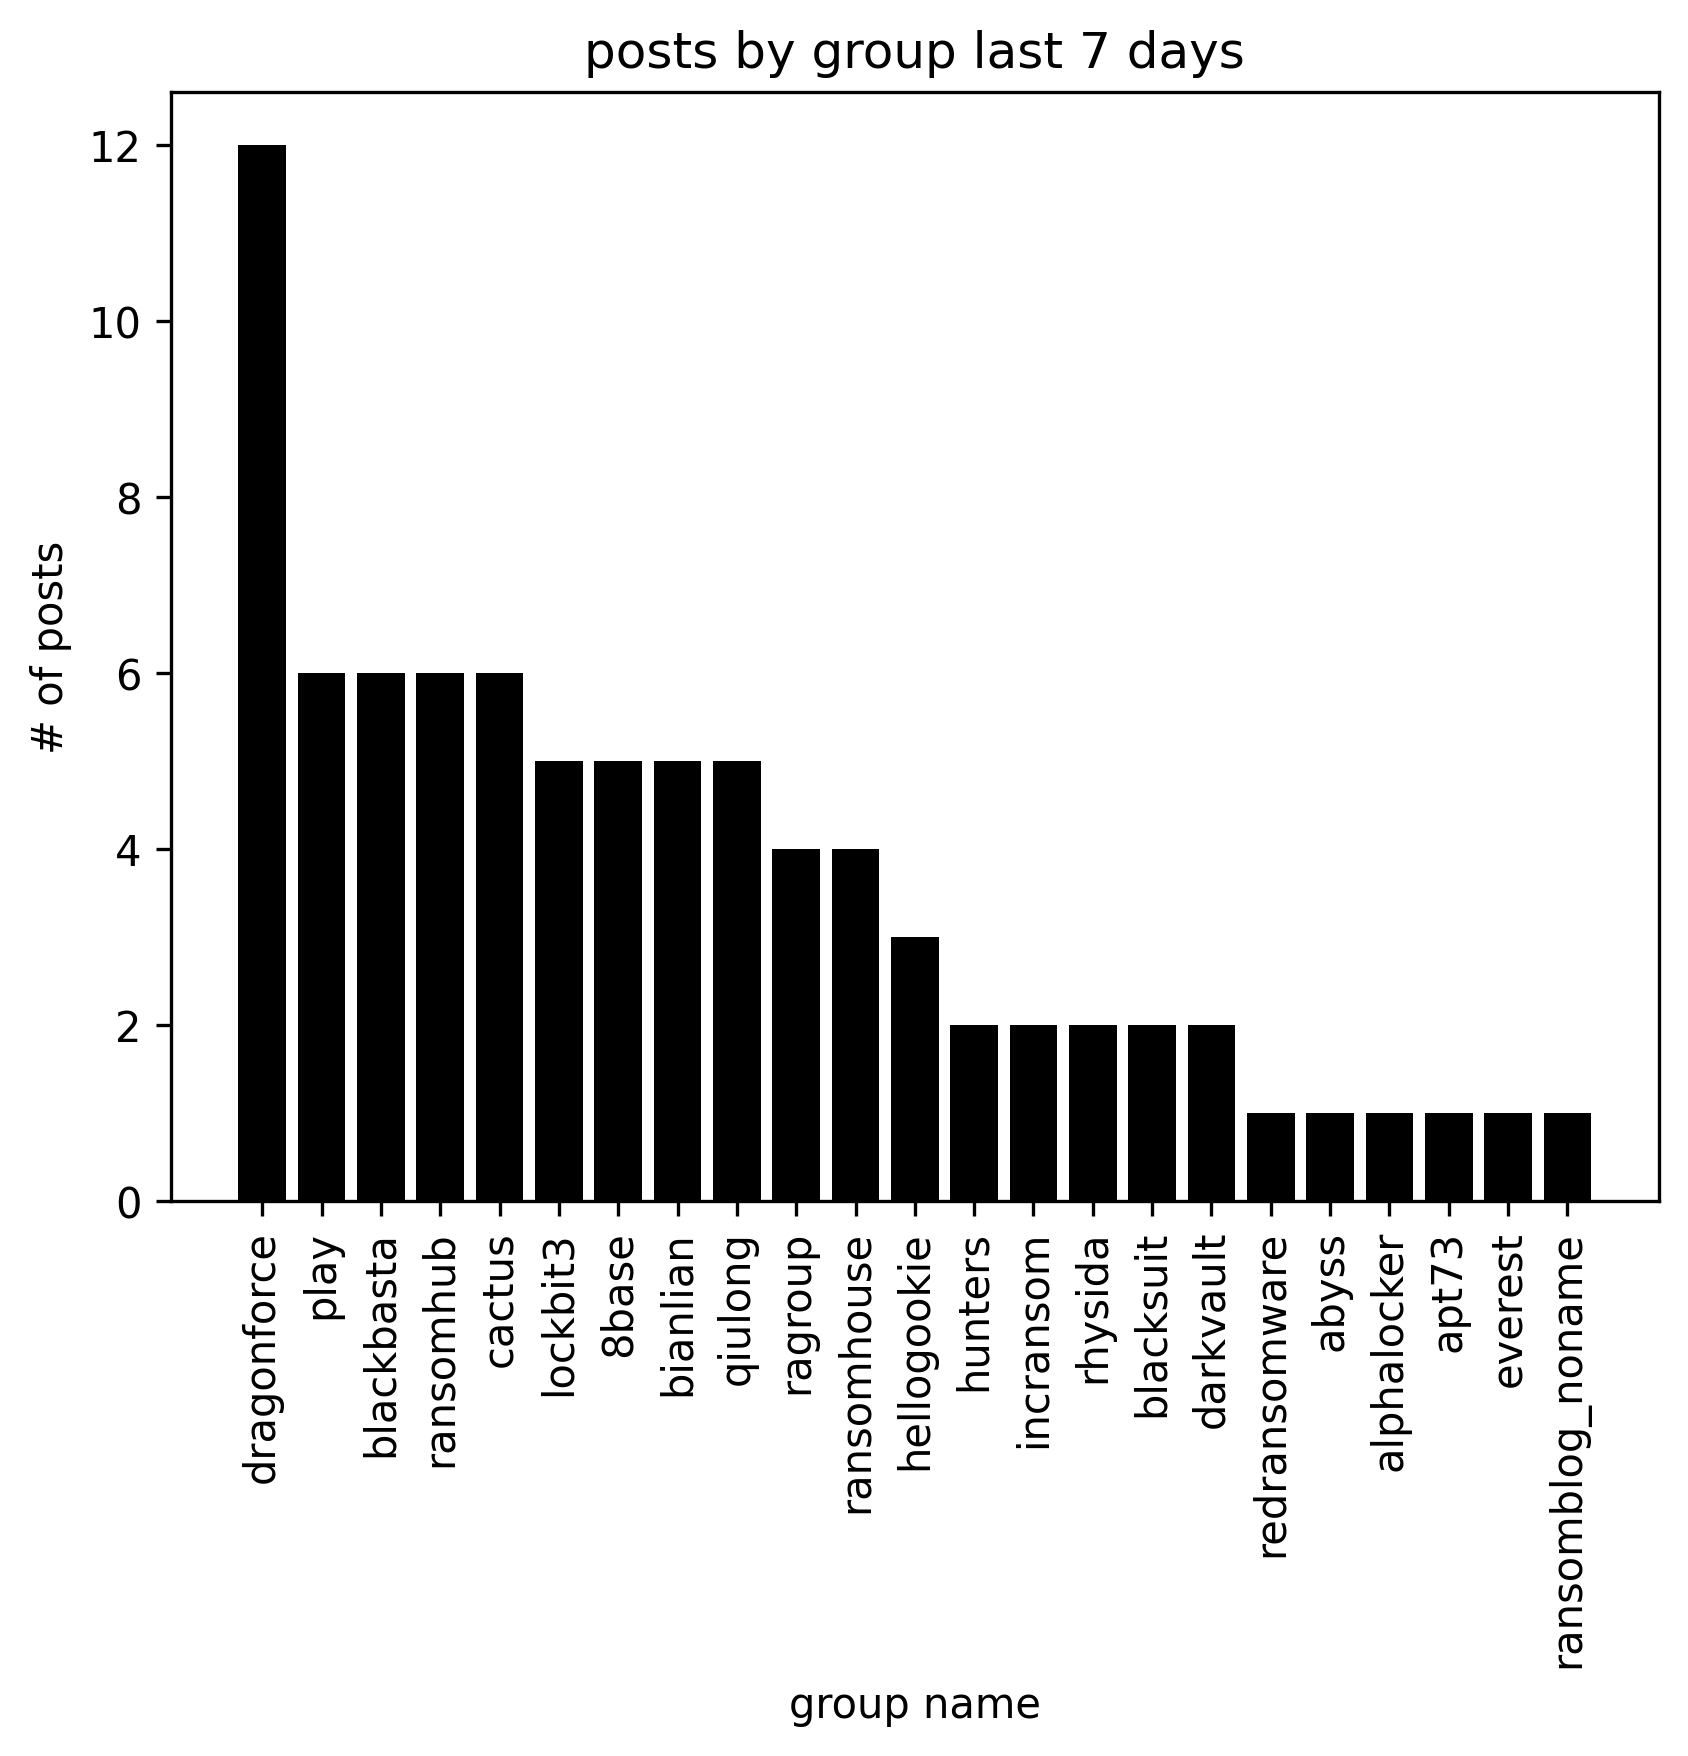 posts by group last 7 days
12
10
8
6
4
2
0
# of posts
dragonforce
play
blackbasta
ransomhub
cactus
lockbit3
8base
bianlian
qiulong
ragroup
ransomhouse
hellogookie
hunters
incransom
rhysida
blacksuit
darkvault
redransomware
abyss
alphalocker
apt73
everest
ransomblog_noname
group name